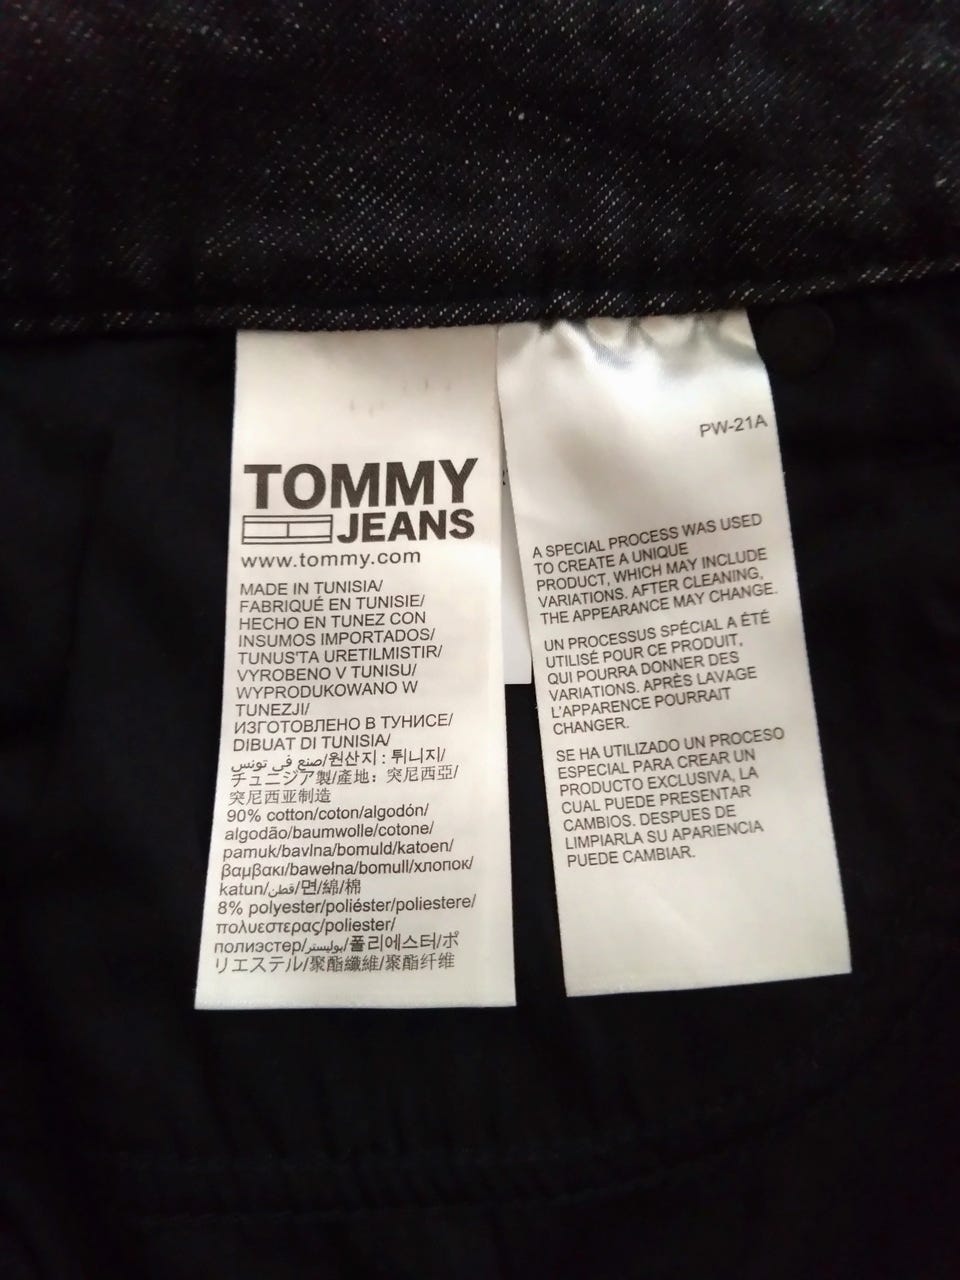 TOMMY
JEANS
www.tommy.com
MADE IN TUNISIA/
FABRIQUÉ EN TUNISIE/
HECHO EN TUNEZ CON
INSUMOS IMPORTADOS/
TUNUS'TA URETILMISTIR/
VYROBENO V TUNISU/
WYPRODUKOWANO W
TUNEZJI/
ИЗГОТОВЛЕНО В ТУНИСЕ/
DIBUAT DI TUNISIA/
صنع في تونس/원산지 : 튀니지/
チュニジア製/產地：突尼西亞/
突尼西亚制造
90% cotton/coton/algodón/
algodão/baumwolle/cotone/
pamuk/bavlna/bomuld/katoen/
βαμβακι/bawełna/bomull/хлопок/
katun/قطن/면/綿/棉
8% polyester/poliéster/poliestere/
πολυεστερας/poliester/
полиэстер/بوليستر/폴리에스터/ポ
リエステル/聚酯纖維/聚酯纤维
PW-21A
A SPECIAL PROCESS WAS USED
TO CREATE A UNIQUE
PRODUCT, WHICH MAY INCLUDE
VARIATIONS. AFTER CLEANING,
THE APPEARANCE MAY CHANGE.
UN PROCESSUS SPÉCIAL A ÉTÉ
UTILISÉ POUR CE PRODUIT,
QUI POURRA DONNER DES
VARIATIONS. APRÈS LAVAGE
L'APPARENCE POURRAIT
CHANGER.
SE HA UTILIZADO UN PROCESO
ESPECIAL PARA CREAR UN
PRODUCTO EXCLUSIVO, LA
CUAL PUEDE PRESENTAR
CAMBIOS. DESPUES DE
LIMPIARLA SU APARIENCIA
PUEDE CAMBIAR.